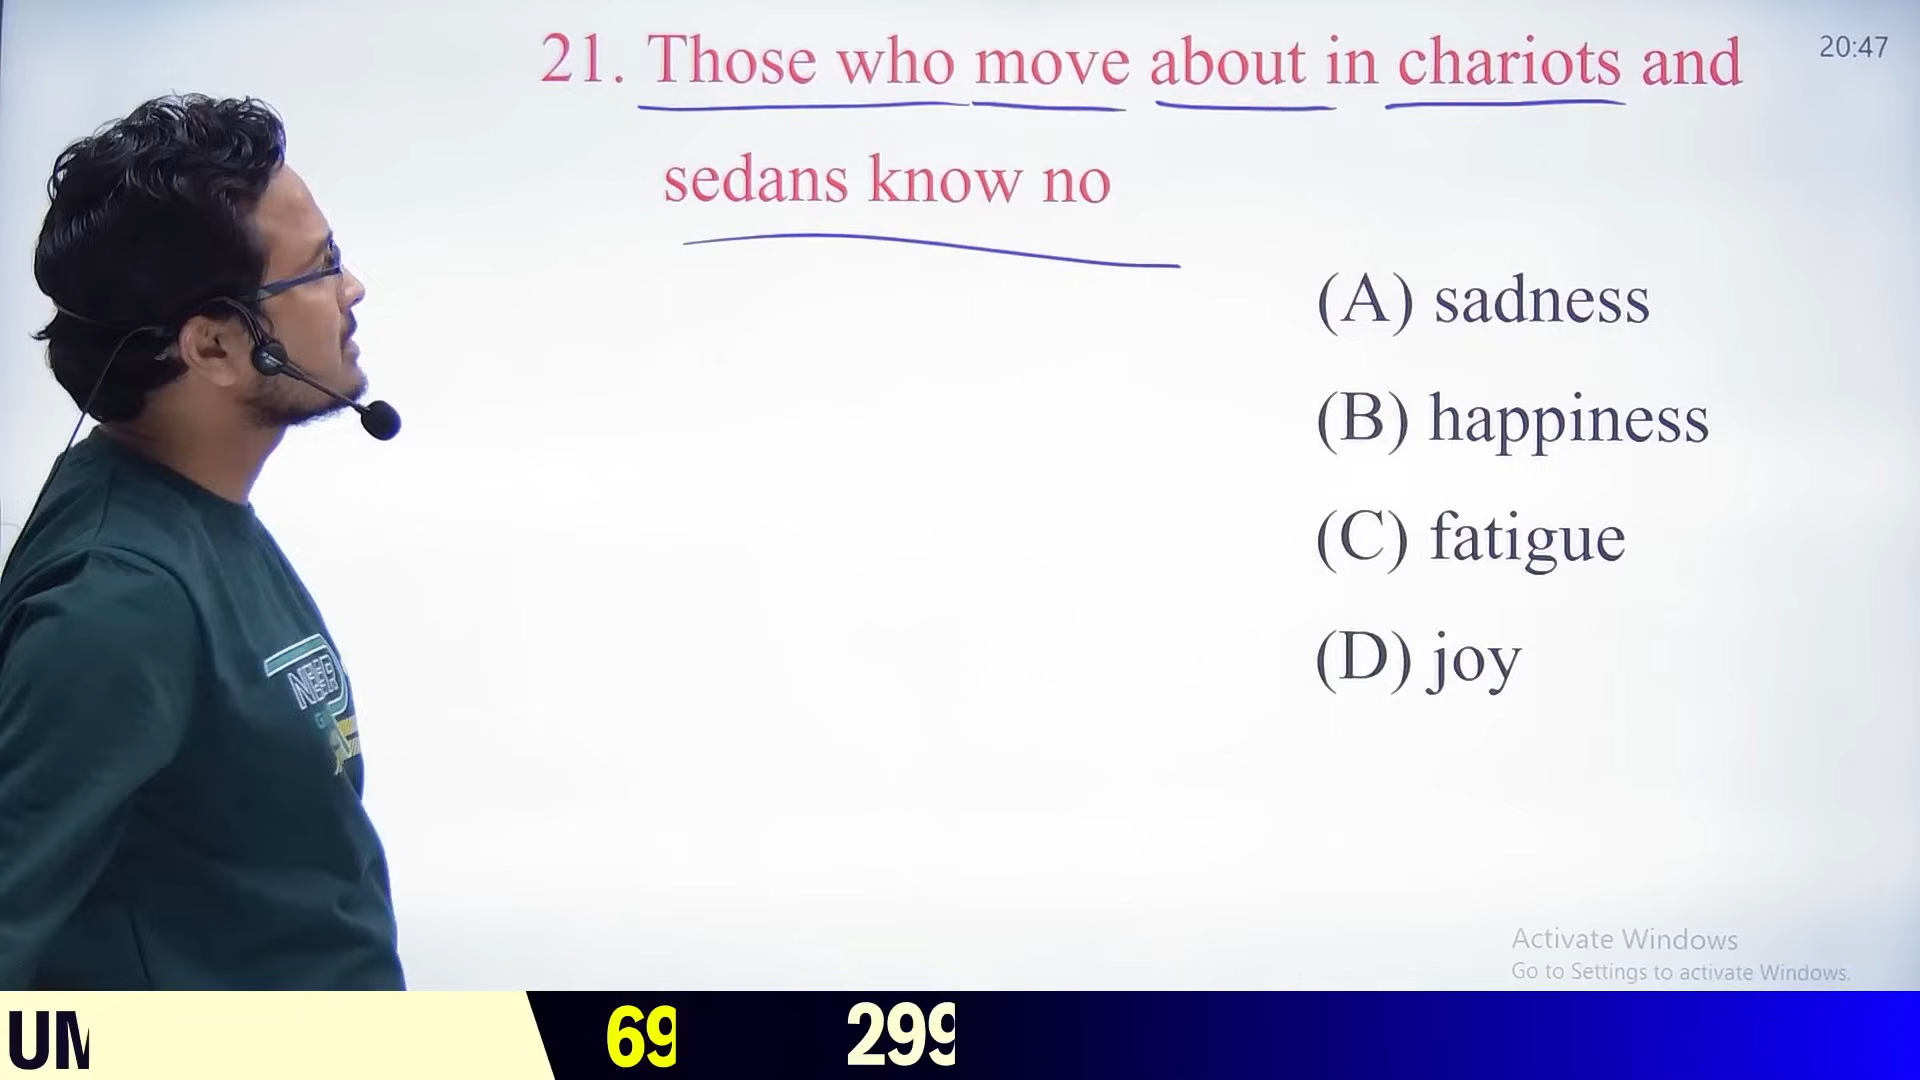 21. Those who move about in chariots and
20:47
sedans know no
(A) sadness
(B) happiness
(C) fatigue
(D) joy
Activate Windows
Go to Settings to activate Windows.
69
299